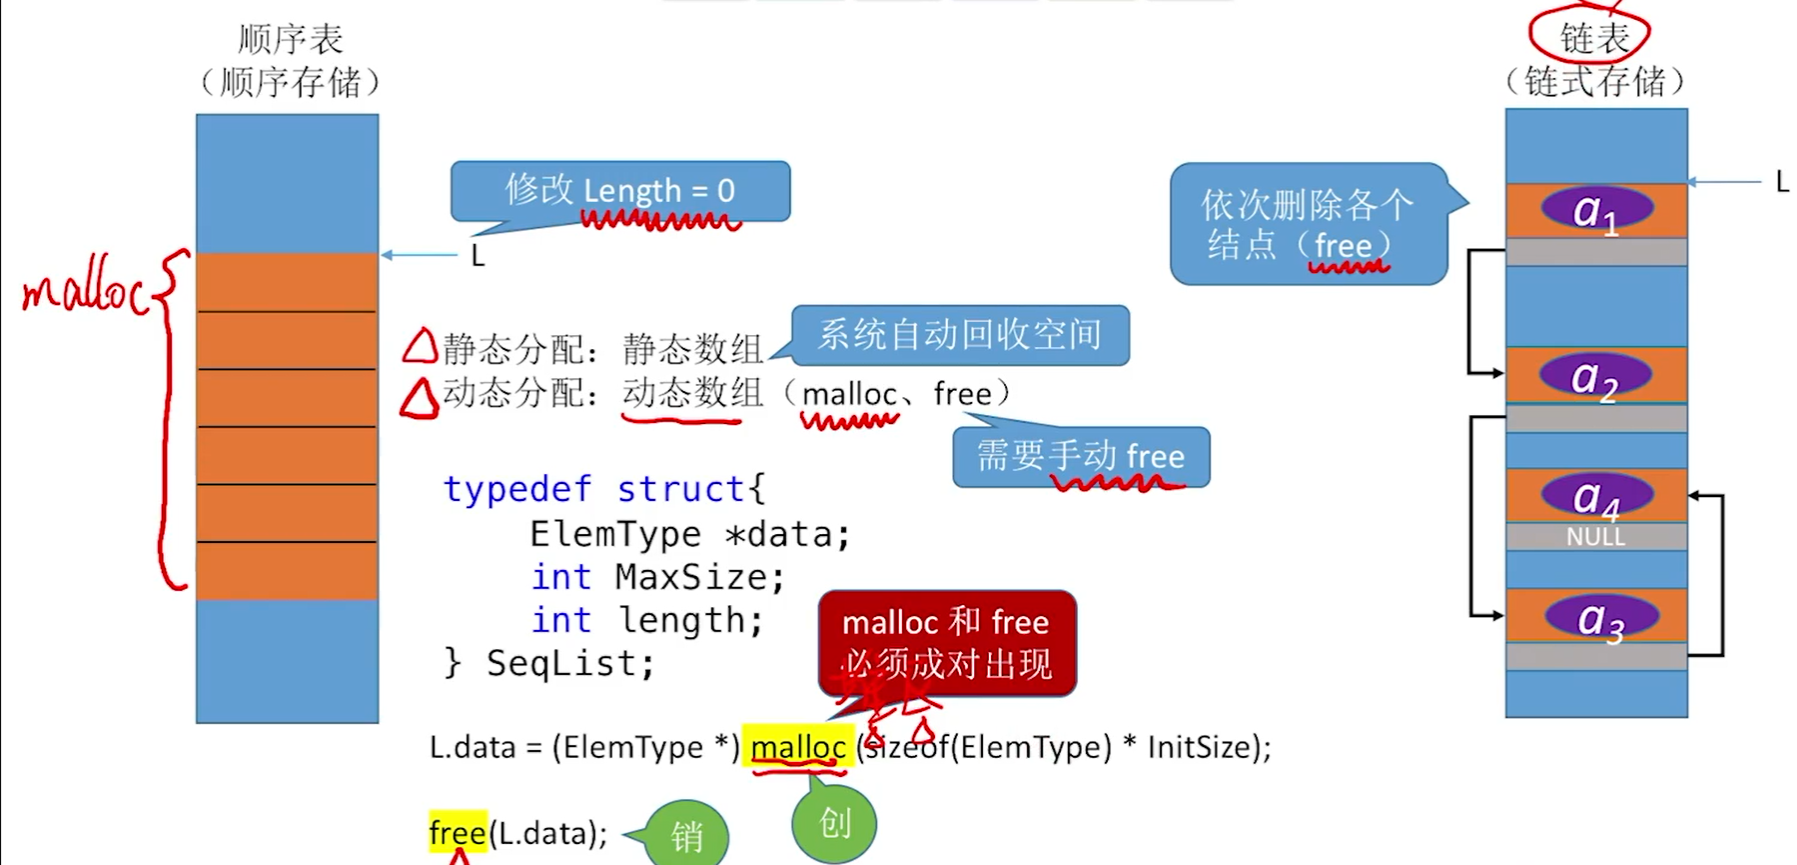 顺序表
（顺序存储）
链表
（链式存储）
修改 Length = 0
L
malloc
依次删除各个
结点（free）
L
a1
a2
a4
NULL
a3
静态分配：静态数组
系统自动回收空间
动态分配：动态数组（malloc、free）
需要手动 free
typedef struct{
ElemType *data;
int MaxSize;
int length;
} SeqList;
malloc 和 free
必须成对出现
L.data = (ElemType *) malloc (sizeof(ElemType) * InitSize);
创
free(L.data);
销